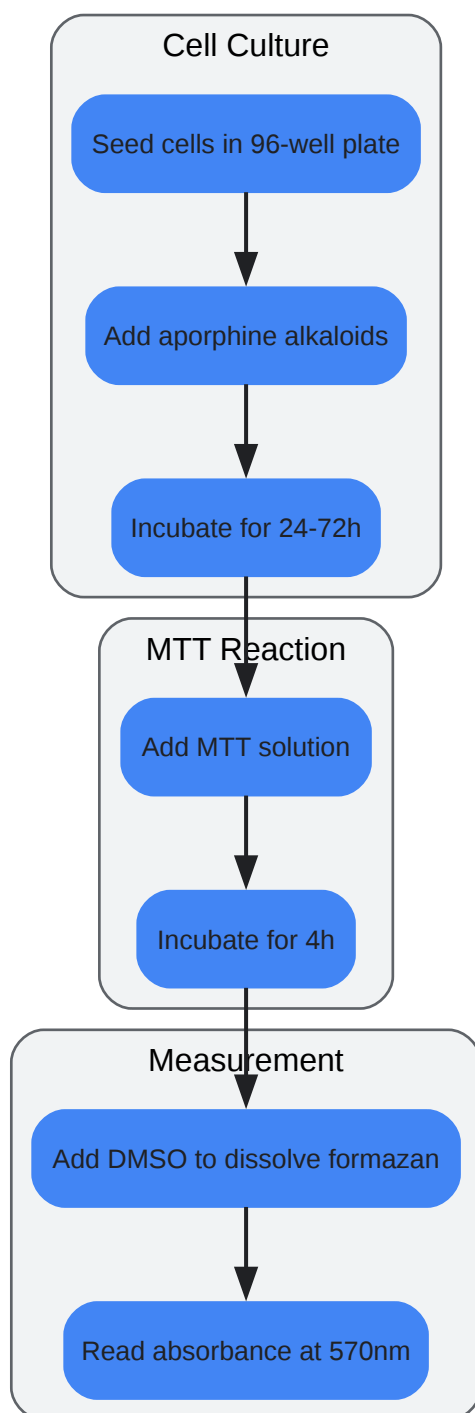 Cell Culture
Seed cells in 96-well plate
Add aporphine alkaloids
Incubate for 24-72h
MTT Reaction
Add MTT solution
Incubate for 4h
Measurement
Add DMSO to dissolve formazan
Read absorbance at 570nm